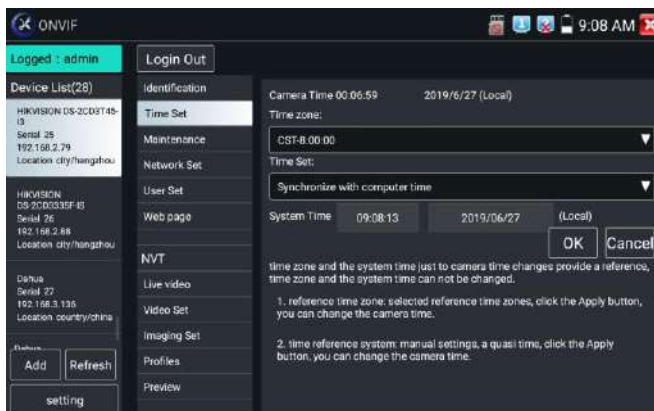 ONVIF
9:08 AM
Logged : admin
Login Out
Device List(28)
HIKVISION DS-2CD3T45-
I3
Serial 25
192.168.2.79
Location city/hangzhou
HIKVISION
DS-2CD3335F-IS
Serial 26
192.168.2.68
Location city/hangzhou
Dahua
Serial 27
192.168.3.136
Location country/china
Dahua
Add
Refresh
setting
Identification
Time Set
Maintenance
Network Set
User Set
Web page
NVT
Live video
Video Set
Imaging Set
Profiles
Preview
Camera Time 00:06:59 2019/6/27 (Local)
Time zone:
CST-8:00:00
Time Set:
Synchronize with computer time
System Time 09:08:13 2019/06/27 (Local)
OK Cancel
time zone and the system time just to camera time changes provide a reference,
time zone and the system time can not be changed.
1. reference time zone: selected reference time zones, click the Apply button,
you can change the camera time.
2. time reference system: manual settings, a quasi time, click the Apply
button, you can change the camera time.